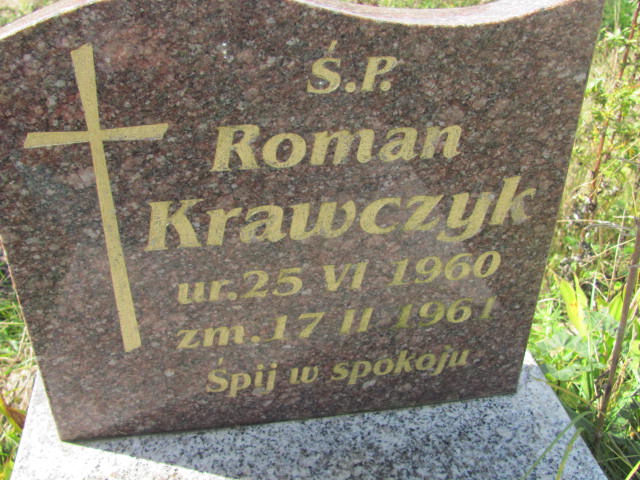 Ś.P.
Roman
Krawczyk
ur.25 VI 1960
zm.17 II 1961
Śpij w spokoju